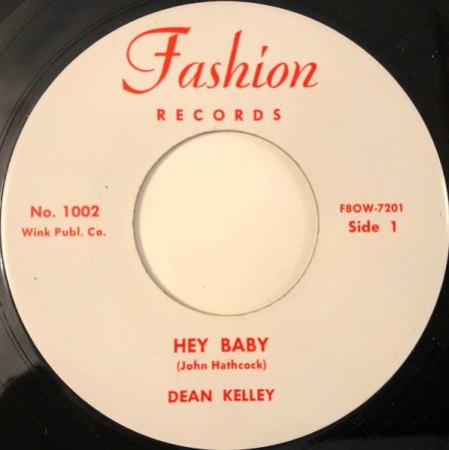 Fashion
RECORDS
No. 1002
Wink Publ. Co.
F8OW-7201
Side 1
HEY BABY
(John Hathcock)
DEAN KELLEY